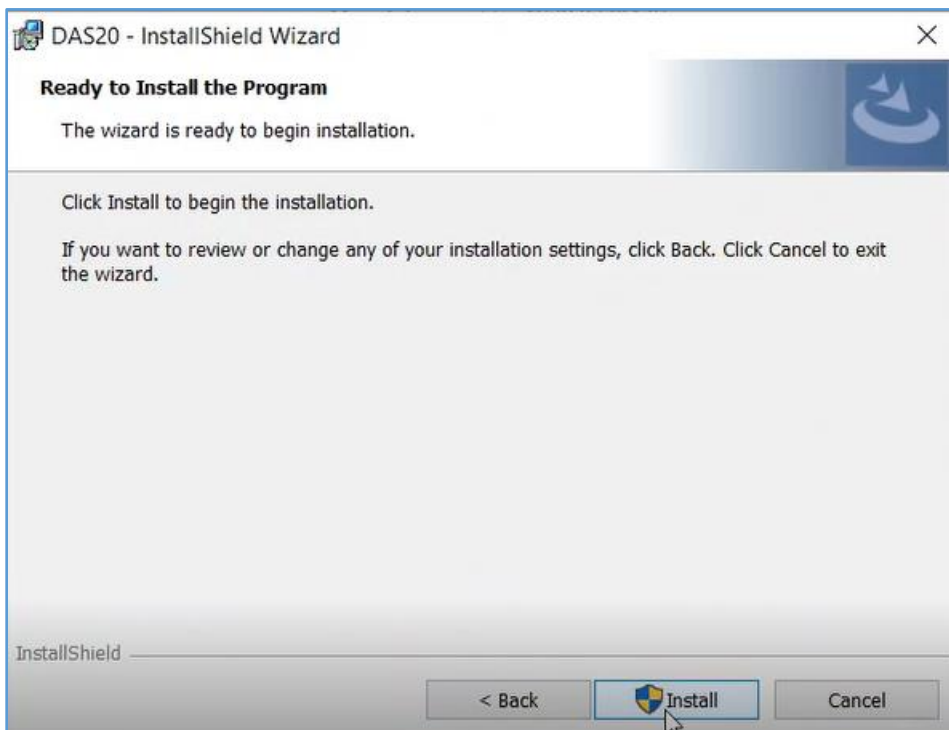 DAS20 - InstallShield Wizard
Ready to Install the Program
The wizard is ready to begin installation.
Click Install to begin the installation.
If you want to review or change any of your installation settings, click Back. Click Cancel to exit
the wizard.
InstallShield
< Back
Install
Cancel